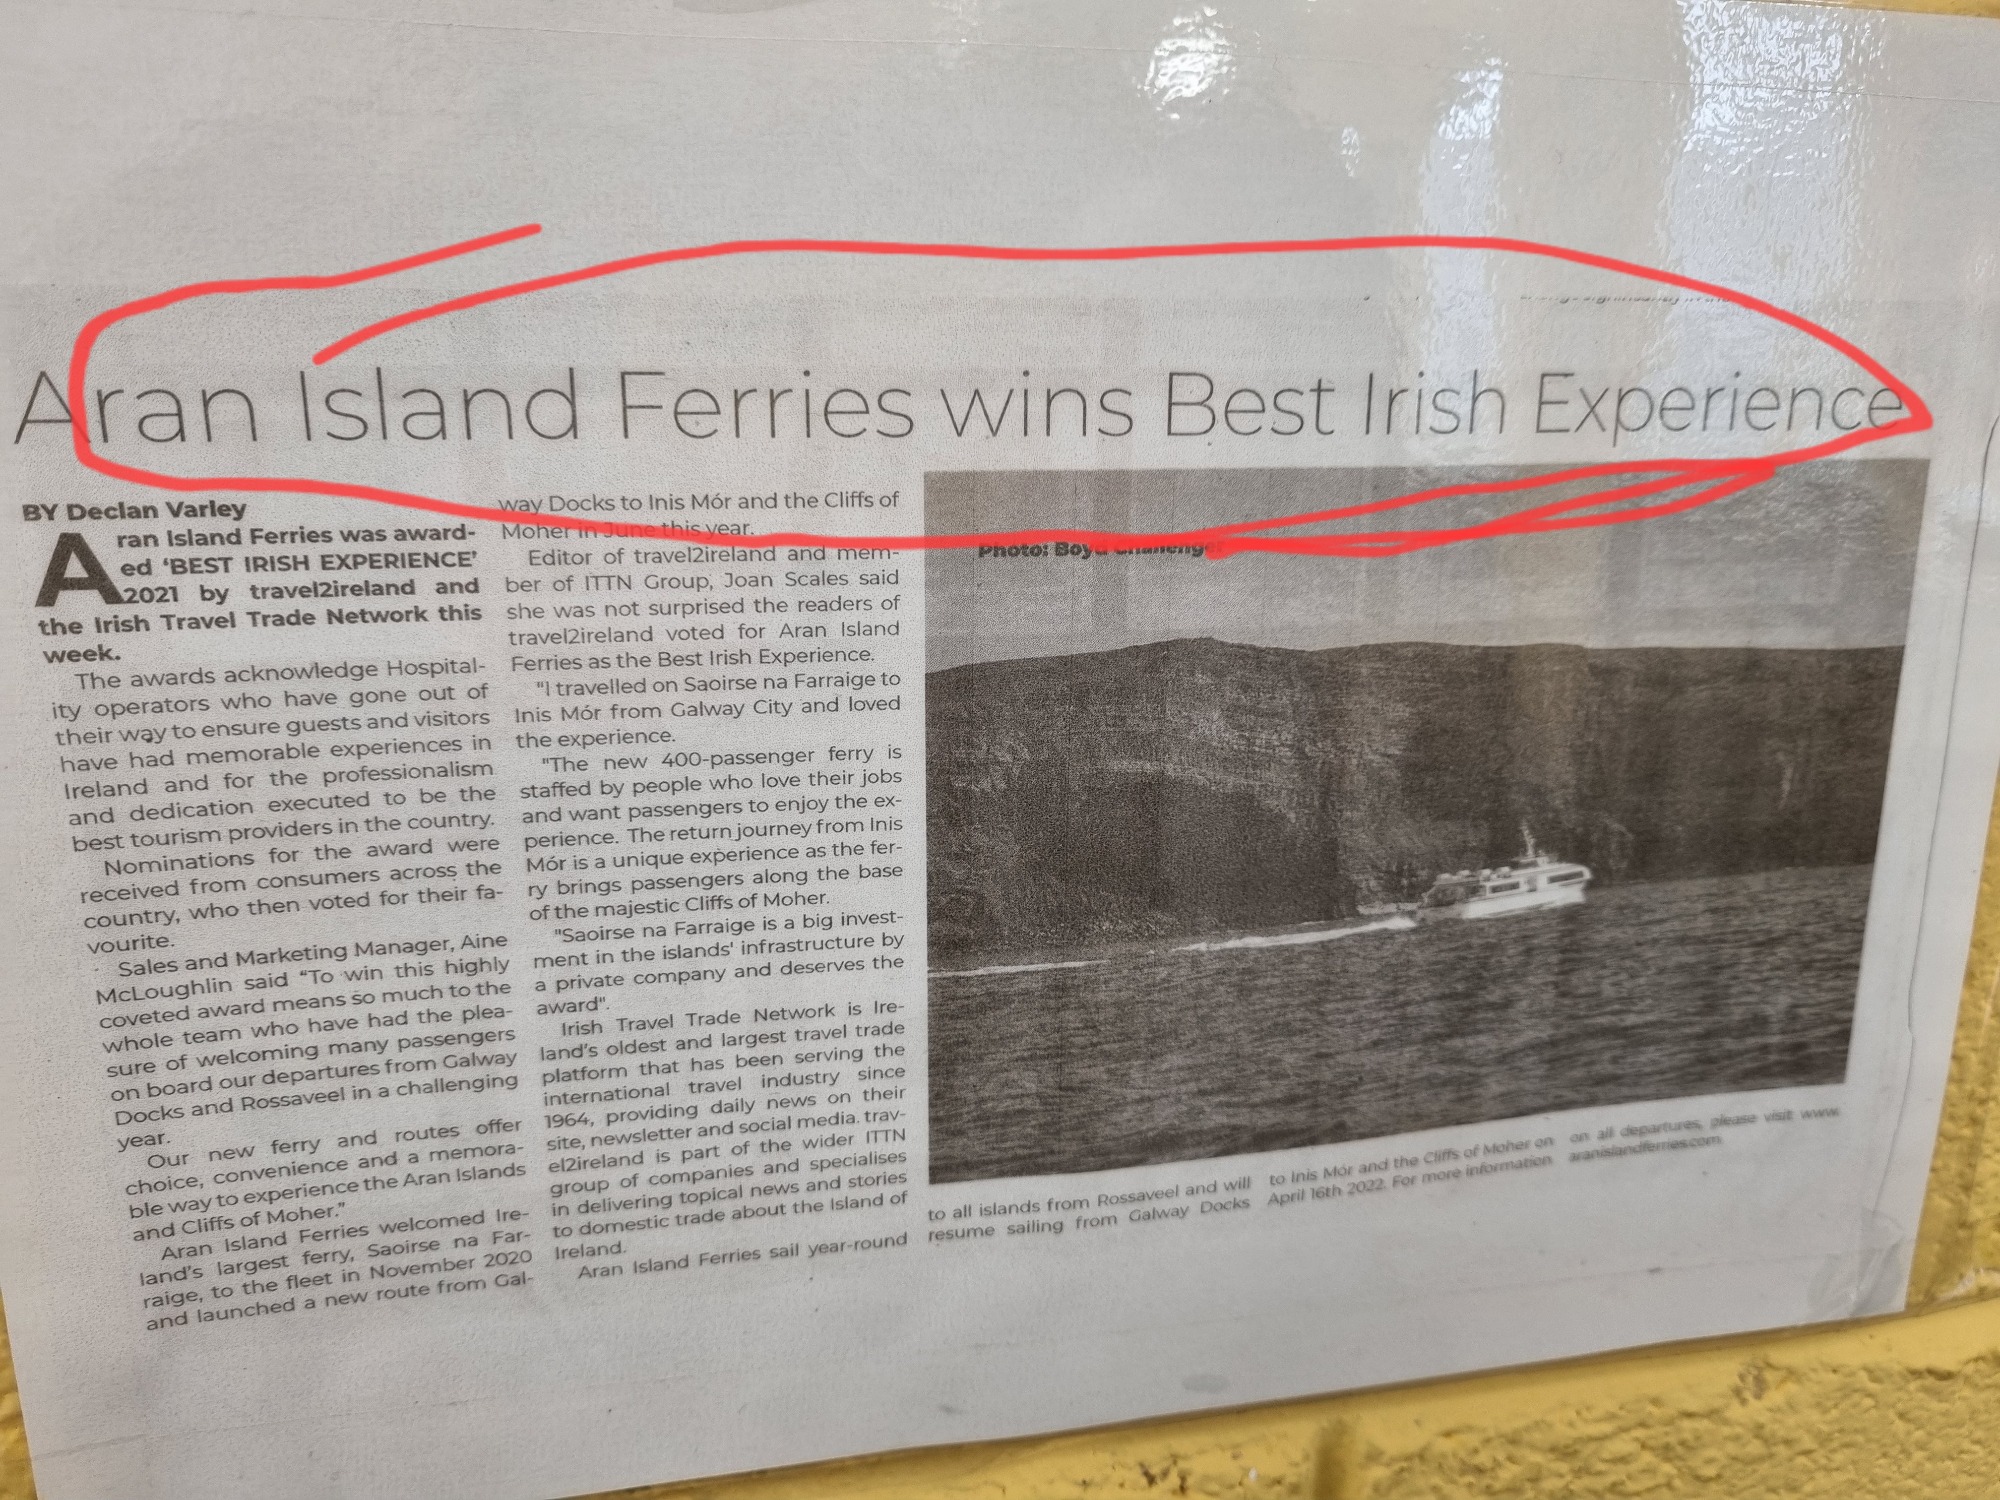 Aran Island Ferries wins Best Irish Experience
BY Declan Varley
Aran Island Ferries was award-
ed ‘BEST IRISH EXPERIENCE’
2021 by travel2ireland and
the Irish Travel Trade Network this
week.
The awards acknowledge Hospital-
ity operators who have gone out of
their way to ensure guests and visitors
have had memorable experiences in
Ireland and for the professionalism
and dedication executed to be the
best tourism providers in the country.
Nominations for the award were
received from consumers across the
country, who then voted for their fa-
vourite.
Sales and Marketing Manager, Aine
McLoughlin said “To win this highly
coveted award means so much to the
whole team who have had the plea-
sure of welcoming many passengers
on board our departures from Galway
Docks and Rossaveel in a challenging
year.
Our new ferry and routes offer
choice, convenience and a memora-
ble way to experience the Aran Islands
and Cliffs of Moher.”
Aran Island Ferries welcomed Ire-
land's largest ferry, Saoirse na Far-
raige, to the fleet in November 2020
and launched a new route from Gal-
way Docks to Inis Mór and the Cliffs of
Moher in June this year.
Editor of travel2ireland and mem-
ber of ITTN Group, Joan Scales said
she was not surprised the readers of
travel2ireland voted for Aran Island
Ferries as the Best Irish Experience.
"I travelled on Saoirse na Farraige to
Inis Mór from Galway City and loved
the experience.
"The new 400-passenger ferry is
staffed by people who love their jobs
and want passengers to enjoy the ex-
perience. The return journey from Inis
Mór is a unique experience as the fer-
ry brings passengers along the base
of the majestic Cliffs of Moher.
"Saoirse na Farraige is a big invest-
ment in the islands' infrastructure by
a private company and deserves the
award".
Irish Travel Trade Network is Ire-
land's oldest and largest travel trade
platform that has been serving the
international travel industry since
1964, providing daily news on their
site, newsletter and social media. trav-
el2ireland is part of the wider ITTN
group of companies and specialises
in delivering topical news and stories
to domestic trade about the Island of
Ireland.
Aran Island Ferries sail year-round
Photo: Boyd Challenger
to all islands from Rossaveel and will
resume sailing from Galway Docks
to Inis Mór and the Cliffs of Moher on
April 16th 2022. For more information
on all departures, please visit www.
aranislandferries.com